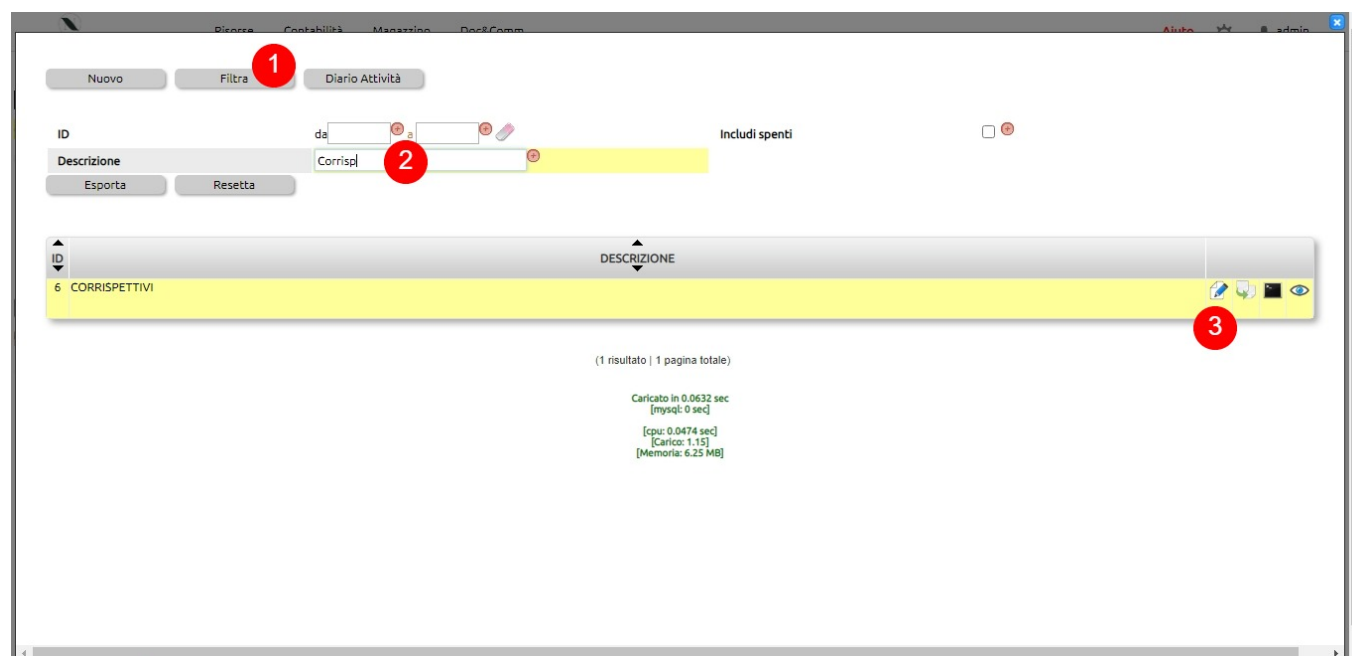 Risorse Contabilità Magazzino Doc&Comm Aiuto admin
1
Nuovo Filtra Diario Attività
ID da a Includi spenti
Descrizione Corrisp 2
Esporta Resetta
ID DESCRIZIONE
6 CORRISPETTIVI
3
(1 risultato | 1 pagina totale)
Caricato in 0.0632 sec
[mysql: 0 sec]
[cpu: 0.0474 sec]
[Carico: 1.15]
[Memoria: 6.25 MB]